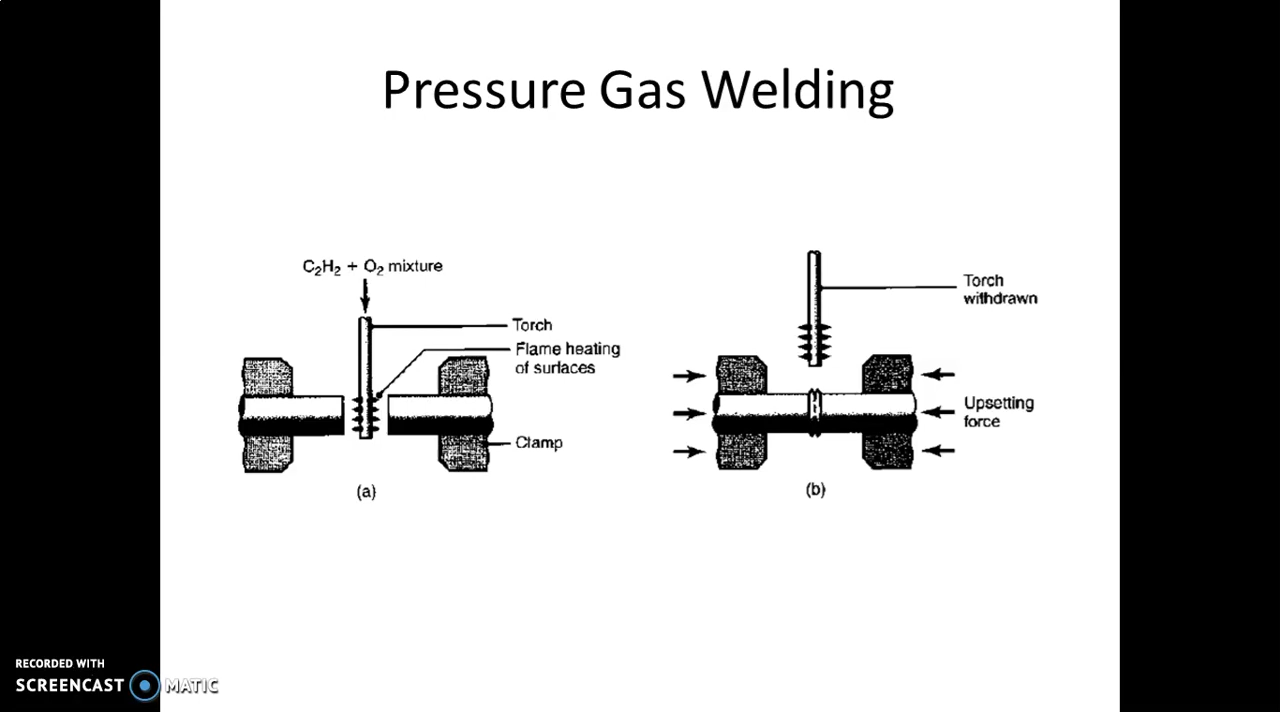 Pressure Gas Welding
C₂H₂ + O₂ mixture
Torch
Flame heating
of surfaces
Clamp
(a)
Torch
withdrawn
Upsetting
force
(b)
RECORDED WITH
SCREENCAST MATIC